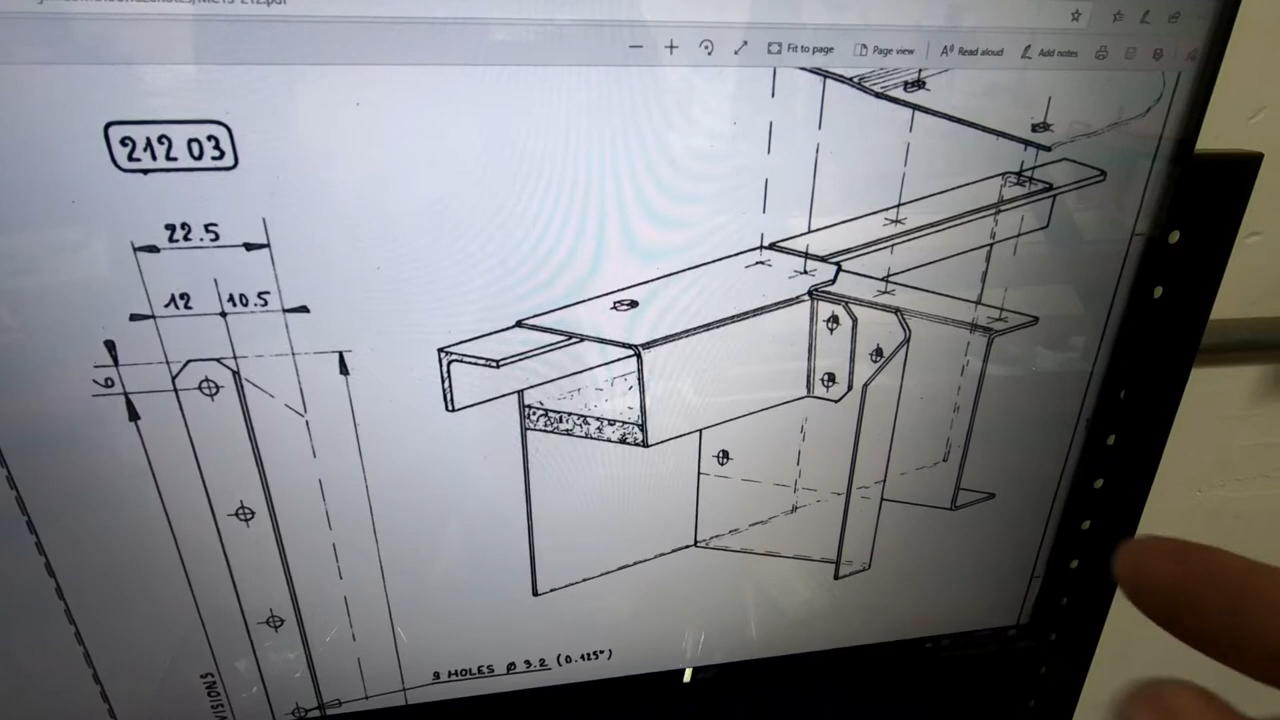 Fit to page
Page view
Read aloud
Add notes
212 03
22.5
12
10.5
6
9 HOLES Ø 3.2 (0.125")